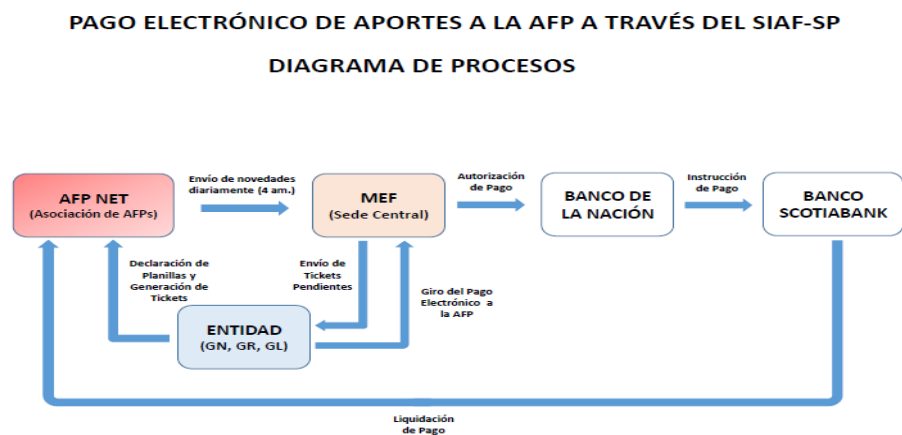 PAGO ELECTRÓNICO DE APORTES A LA AFP A TRAVÉS DEL SIAF-SP
DIAGRAMA DE PROCESOS
AFP NET
(Asociación de AFPs)
Envío de novedades
diariamente (4 am.)
MEF
(Sede Central)
Autorización
de Pago
BANCO DE
LA NACIÓN
Instrucción
de Pago
BANCO
SCOTIABANK
Declaración de
Planillas y
Generación de
Tickets
Envío de
Tickets
Pendientes
Giro del Pago
Electrónico a
la AFP
ENTIDAD
(GN, GR, GL)
Liquidación
de Pago